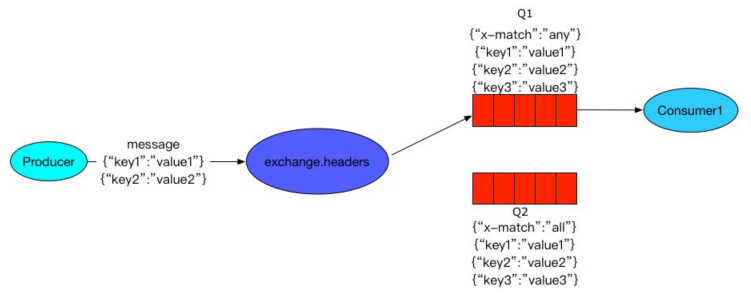 Q1
{“x-match”:”any”}
{“key1”:”value1”}
{“key2”:”value2”}
{“key3”:”value3”}
Consumer1
message
Producer
{“key1”:”value1”}
{“key2”:”value2”}
exchange.headers
Q2
{“x-match”:”all”}
{“key1”:”value1”}
{“key2”:”value2”}
{“key3”:”value3”}